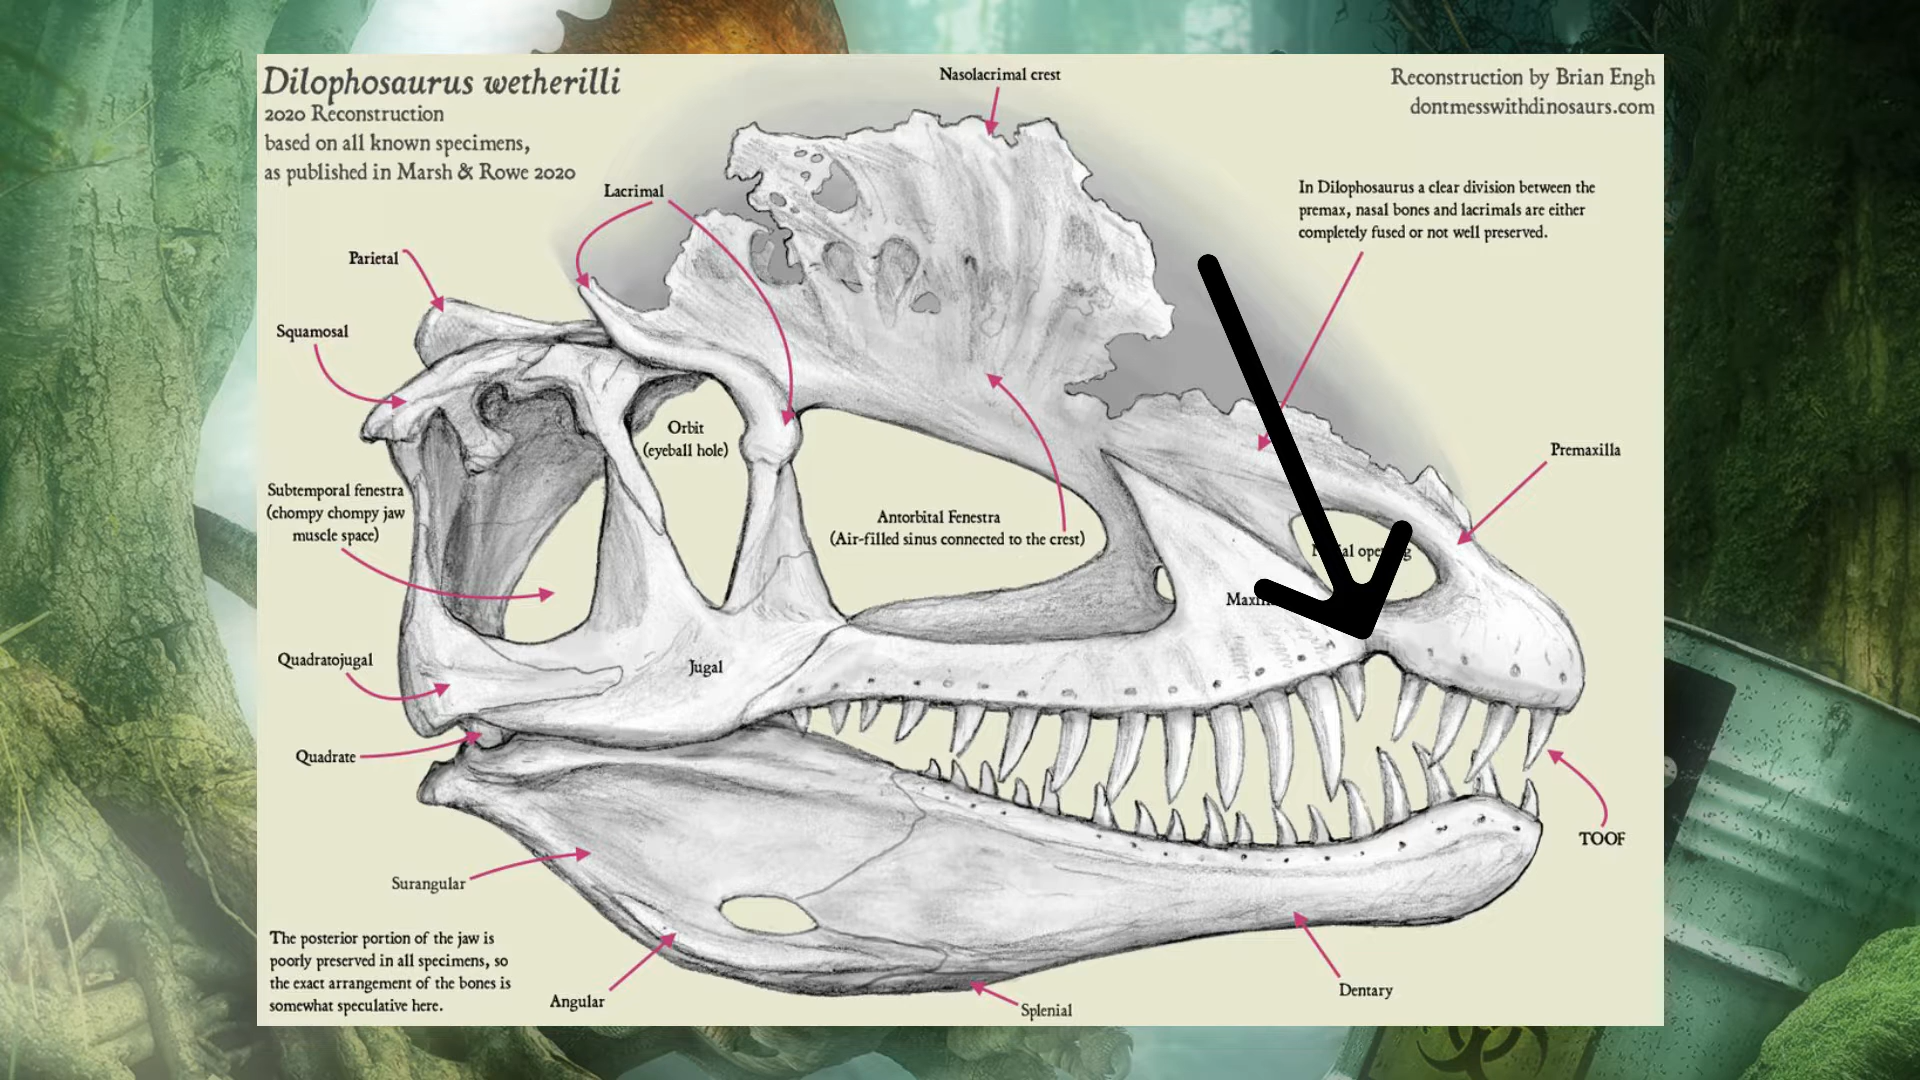 Dilophosaurus wetherilli
2020 Reconstruction
based on all known specimens,
as published in Marsh & Rowe 2020
Nasolacrimal crest
Reconstruction by Brian Engh
dontmesswithdinosaurs.com
Lacrimal
In Dilophosaurus a clear division between the
premax, nasal bones and lacrimals are either
completely fused or not well preserved.
Parietal
Squamosal
Orbit
(eyeball hole)
Premaxilla
Subtemporal fenestra
(chompy chompy jaw
muscle space)
Antorbital Fenestra
(Air-filled sinus connected to the crest)
Quadratojugal
Jugal
Quadrate
TOOF
Surangular
The posterior portion of the jaw is
poorly preserved in all specimens, so
the exact arrangement of the bones is
somewhat speculative here.
Angular
Splenial
Dentary